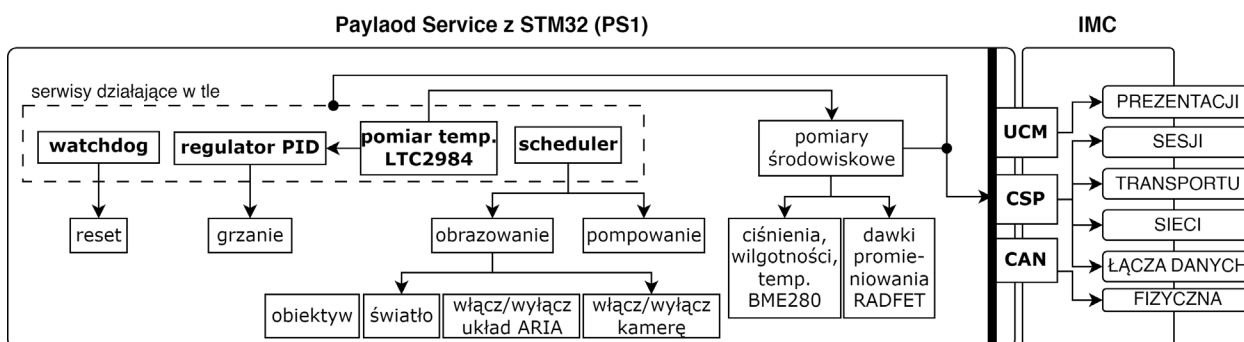 Paylaod Service z STM32 (PS1)
IMC
serwisy działające w tle
watchdog
regulator PID
pomiar temp.
LTC2984
scheduler
pomiary
środowiskowe
reset
grzanie
obrazowanie
pompowanie
ciśnienia,
wilgotności,
temp.
BME280
dawki
promie-
niowania
RADFET
obiektyw
światło
włącz/wyłącz
układ ARIA
włącz/wyłącz
kamerę
UCM
CSP
CAN
PREZENTACJI
SESJI
TRANSPORTU
SIECI
ŁĄCZA DANYCH
FIZYCZNA